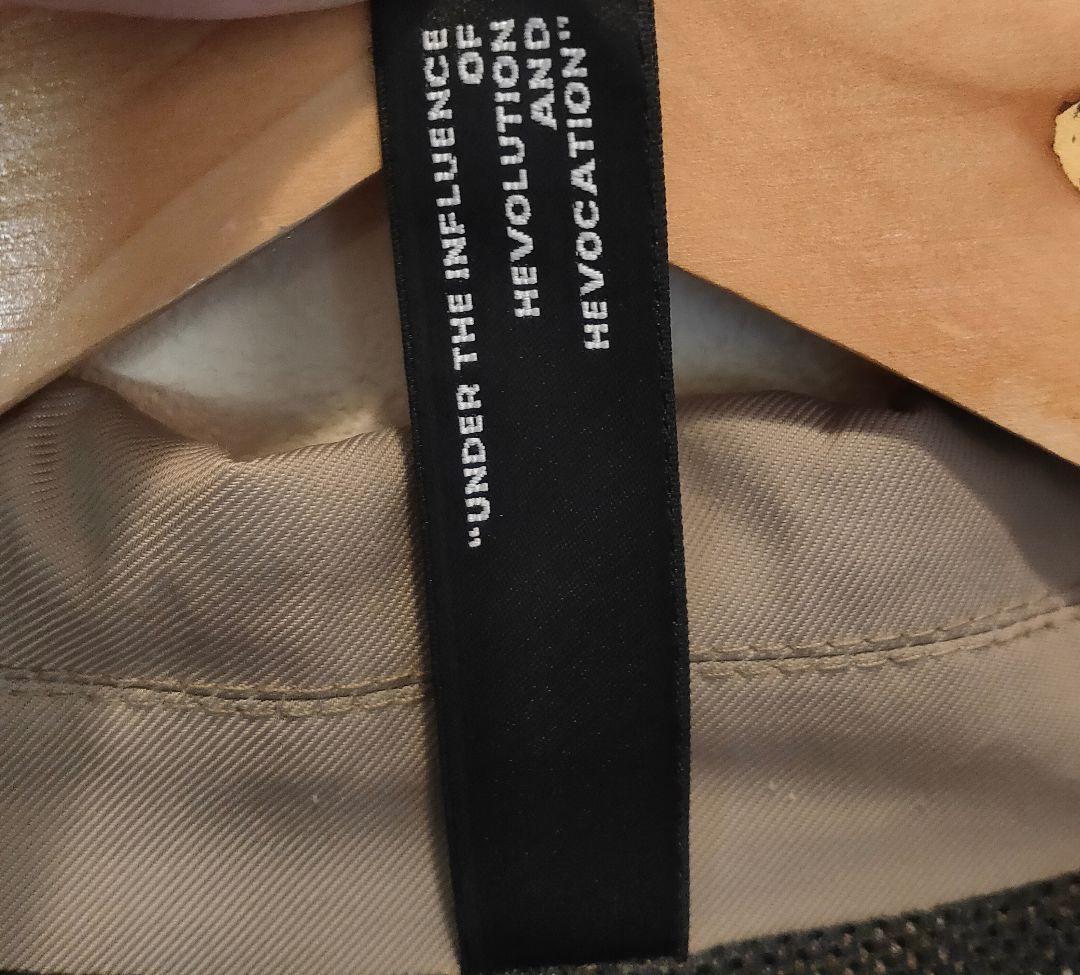 "UNDER THE INFLUENCE
OF
HEVOLUTION
AND
HEVOCATION"